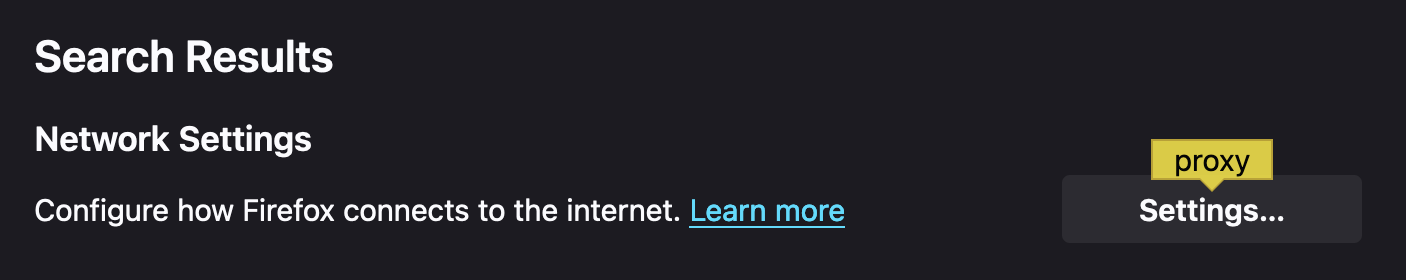 Search Results
Network Settings
proxy
Configure how Firefox connects to the internet. Learn more
Settings...